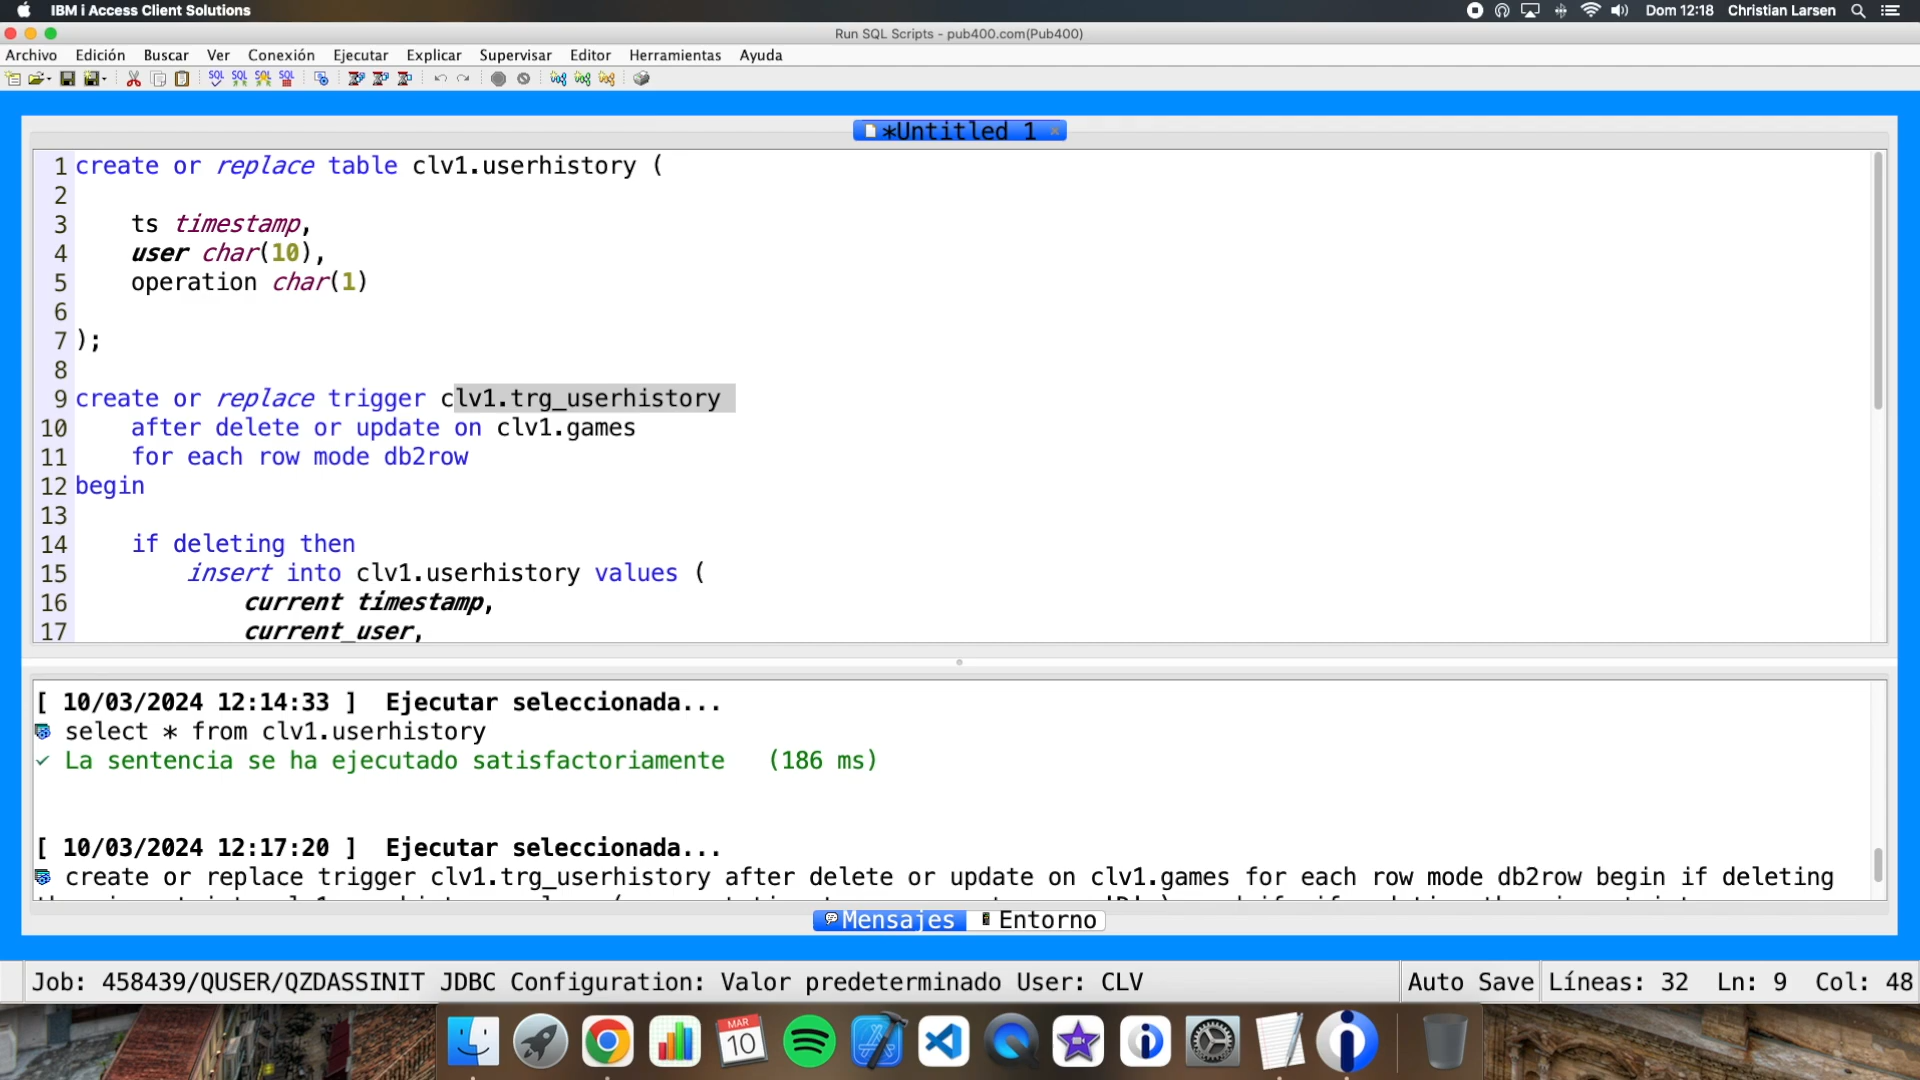 IBM i Access Client Solutions
Dom 12:18 Christian Larsen
Run SQL Scripts - pub400.com(Pub400)
Archivo Edición Buscar Ver Conexión Ejecutar Explicar Supervisar Editor Herramientas Ayuda
SQL SQL SQL SQL
*Untitled 1
1 create or replace table clv1.userhistory (
2
3 ts timestamp,
4 user char(10),
5 operation char(1)
6
7 );
8
9 create or replace trigger clv1.trg_userhistory
10 after delete or update on clv1.games
11 for each row mode db2row
12 begin
13
14 if deleting then
15 insert into clv1.userhistory values (
16 current timestamp,
17 current_user,
[ 10/03/2024 12:14:33 ] Ejecutar seleccionada...
select * from clv1.userhistory
La sentencia se ha ejecutado satisfactoriamente (186 ms)
[ 10/03/2024 12:17:20 ] Ejecutar seleccionada...
create or replace trigger clv1.trg_userhistory after delete or update on clv1.games for each row mode db2row begin if deleting
Mensajes Entorno
Job: 458439/QUSER/QZDASSINIT JDBC Configuration: Valor predeterminado User: CLV Auto Save Líneas: 32 Ln: 9 Col: 48
MAR
10